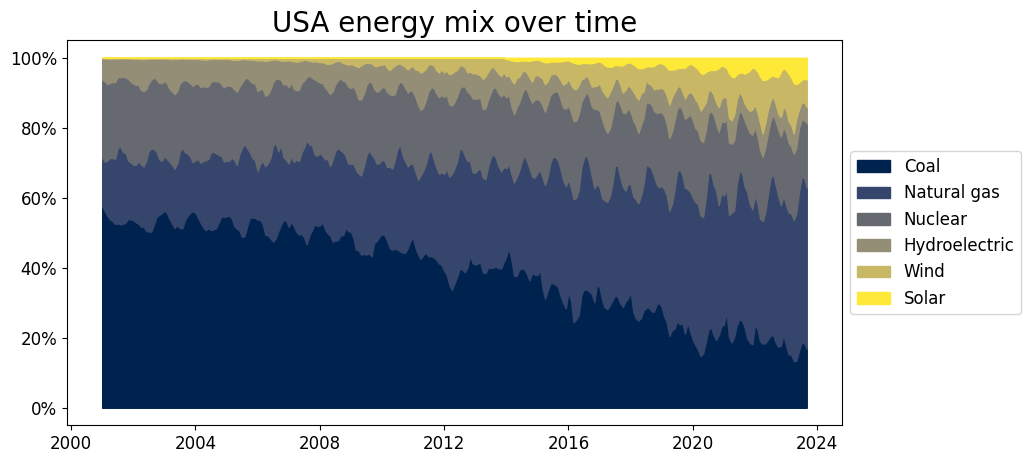 USA energy mix over time
100%
80%
60%
40%
20%
0%
2000 2004 2008 2012 2016 2020 2024
Coal
Natural gas
Nuclear
Hydroelectric
Wind
Solar